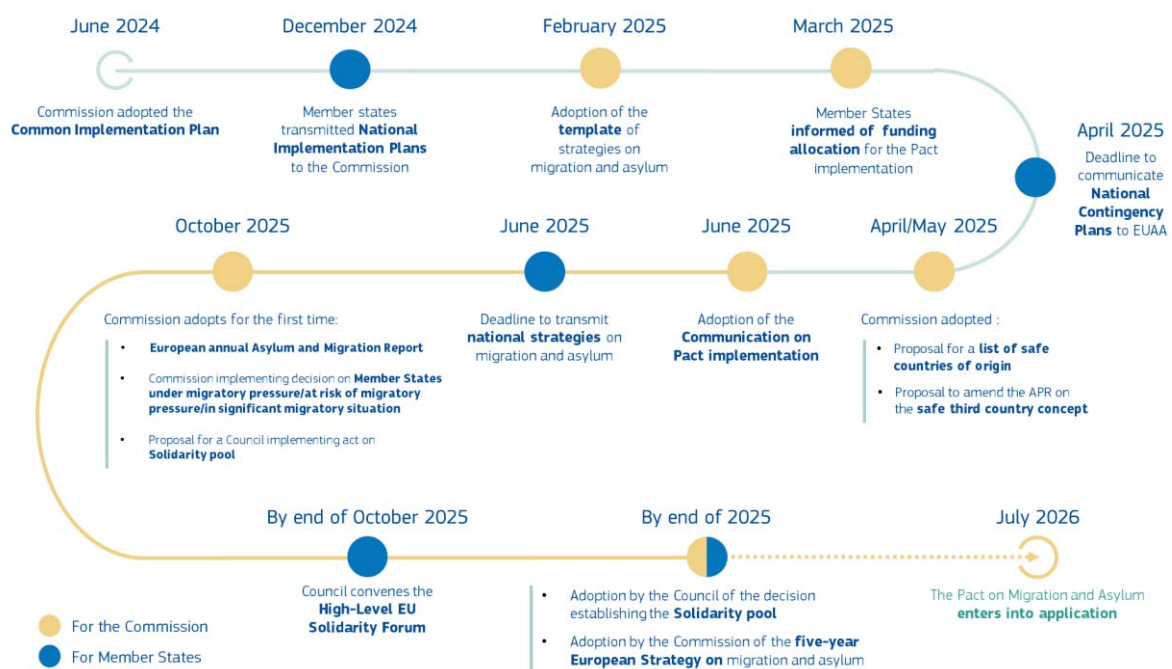 June 2024
Commission adopted the
Common Implementation Plan
December 2024
Member states
transmitted National
Implementation Plans
to the Commission
February 2025
Adoption of the
template of
strategies on
migration and asylum
March 2025
Member States
informed of funding
allocation for the Pact
implementation
April 2025
Deadline to
communicate
National
Contingency
Plans to EUAA
April/May 2025
Commission adopted :
• Proposal for a list of safe
countries of origin
• Proposal to amend the APR on
the safe third country concept
June 2025
Adoption of the
Communication on
Pact implementation
June 2025
Deadline to transmit
national strategies on
migration and asylum
October 2025
Commission adopts for the first time:
• European annual Asylum and Migration Report
• Commission implementing decision on Member States
under migratory pressure/at risk of migratory
pressure/in significant migratory situation
• Proposal for a Council implementing act on
Solidarity pool
By end of October 2025
Council convenes the
High-Level EU
Solidarity Forum
By end of 2025
• Adoption by the Council of the decision
establishing the Solidarity pool
• Adoption by the Commission of the five-year
European Strategy on migration and asylum
July 2026
The Pact on Migration and Asylum
enters into application
For the Commission
For Member States